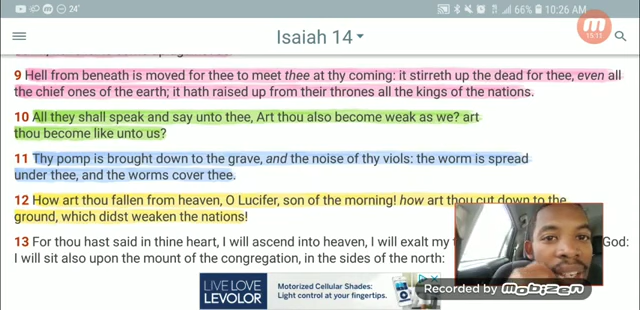 24°
66% 10:26 AM
Isaiah 14
15:11
9 Hell from beneath is moved for thee to meet thee at thy coming: it stirreth up the dead for thee, even all
the chief ones of the earth; it hath raised up from their thrones all the kings of the nations.
10 All they shall speak and say unto thee, Art thou also become weak as we? art
thou become like unto us?
11 Thy pomp is brought down to the grave, and the noise of thy viols: the worm is spread
under thee, and the worms cover thee.
12 How art thou fallen from heaven, O Lucifer, son of the morning! how art thou cut down to the
ground, which didst weaken the nations!
13 For thou hast said in thine heart, I will ascend into heaven, I will exalt my God:
I will sit also upon the mount of the congregation, in the sides of the north:
LIVE LOVE
LEVOLOR
Motorized Cellular Shades:
Light control at your fingertips.
Recorded by Mobizen